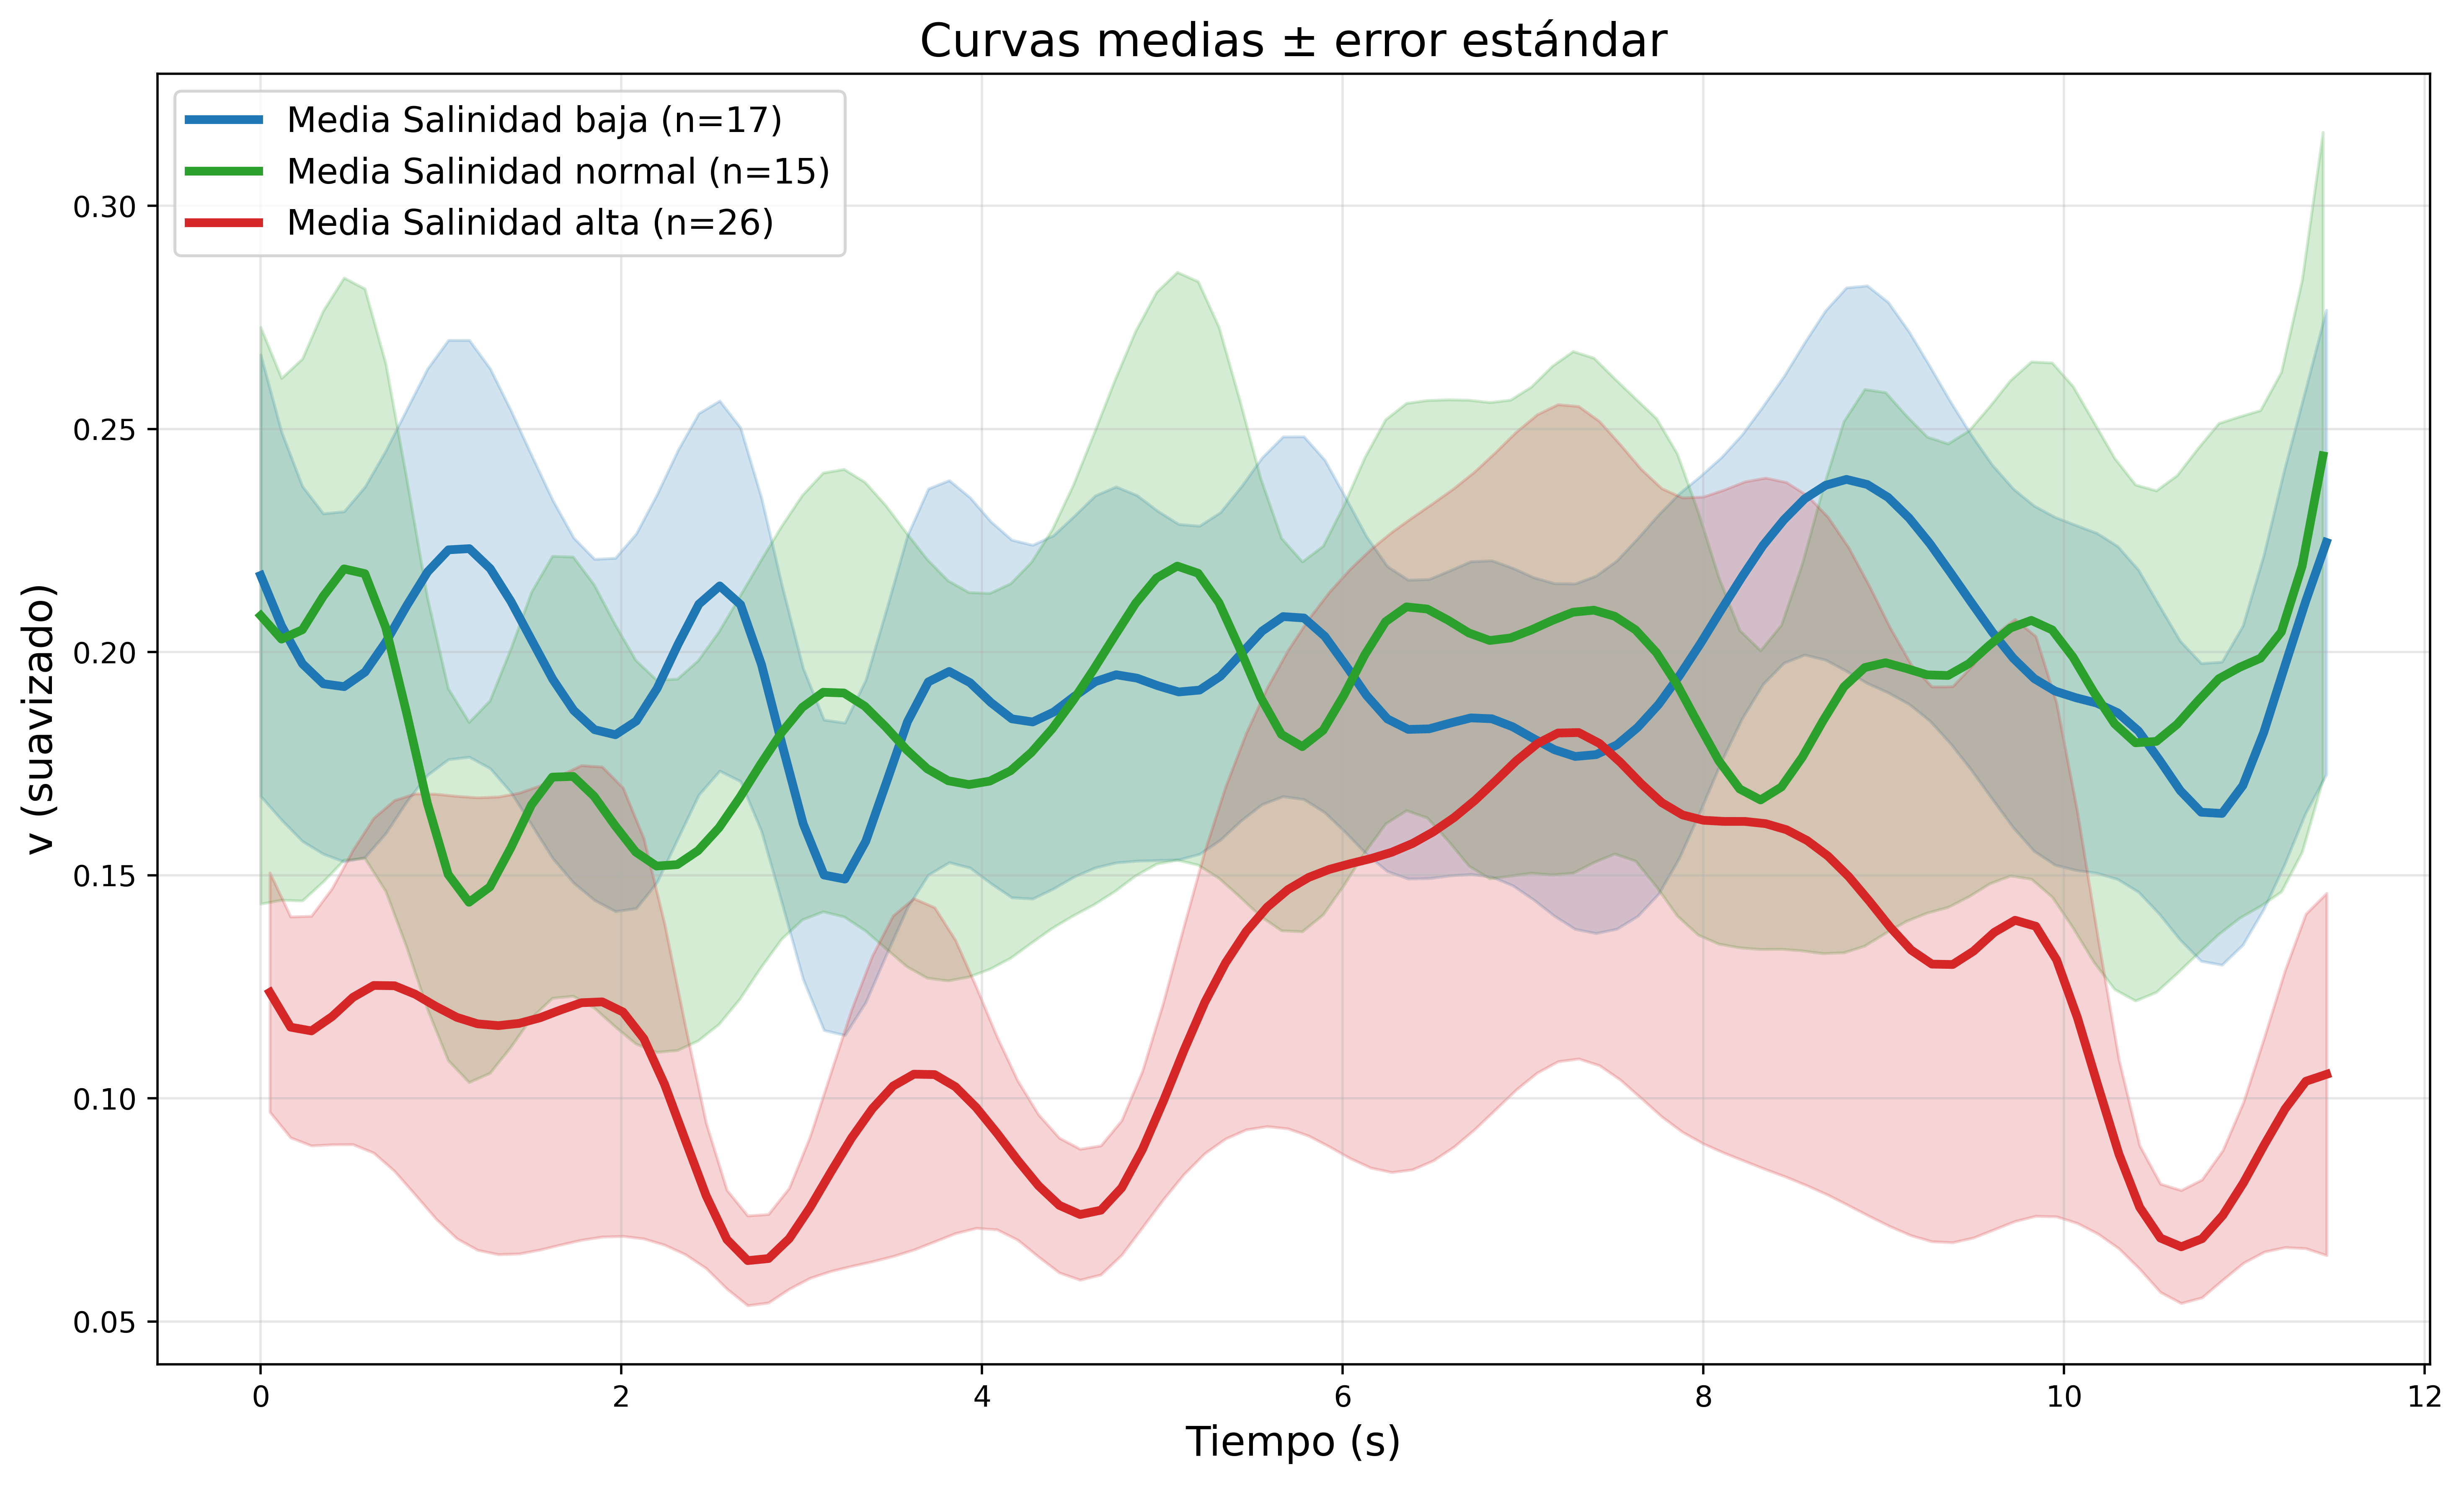 Curvas medias ± error estándar
Media Salinidad baja (n=17)
Media Salinidad normal (n=15)
Media Salinidad alta (n=26)
v (suavizado)
0.30
0.25
0.20
0.15
0.10
0.05
0 2 4 6 8 10 12
Tiempo (s)